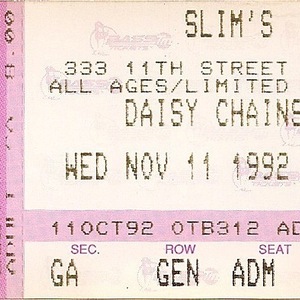 SLIM'S
333 11TH STREET
ALL AGES/LIMITED
DAISY CHAINS
WED NOV 11 1992
11OCT92 OTB312 AD
SEC. ROW SEAT
GA GEN ADM